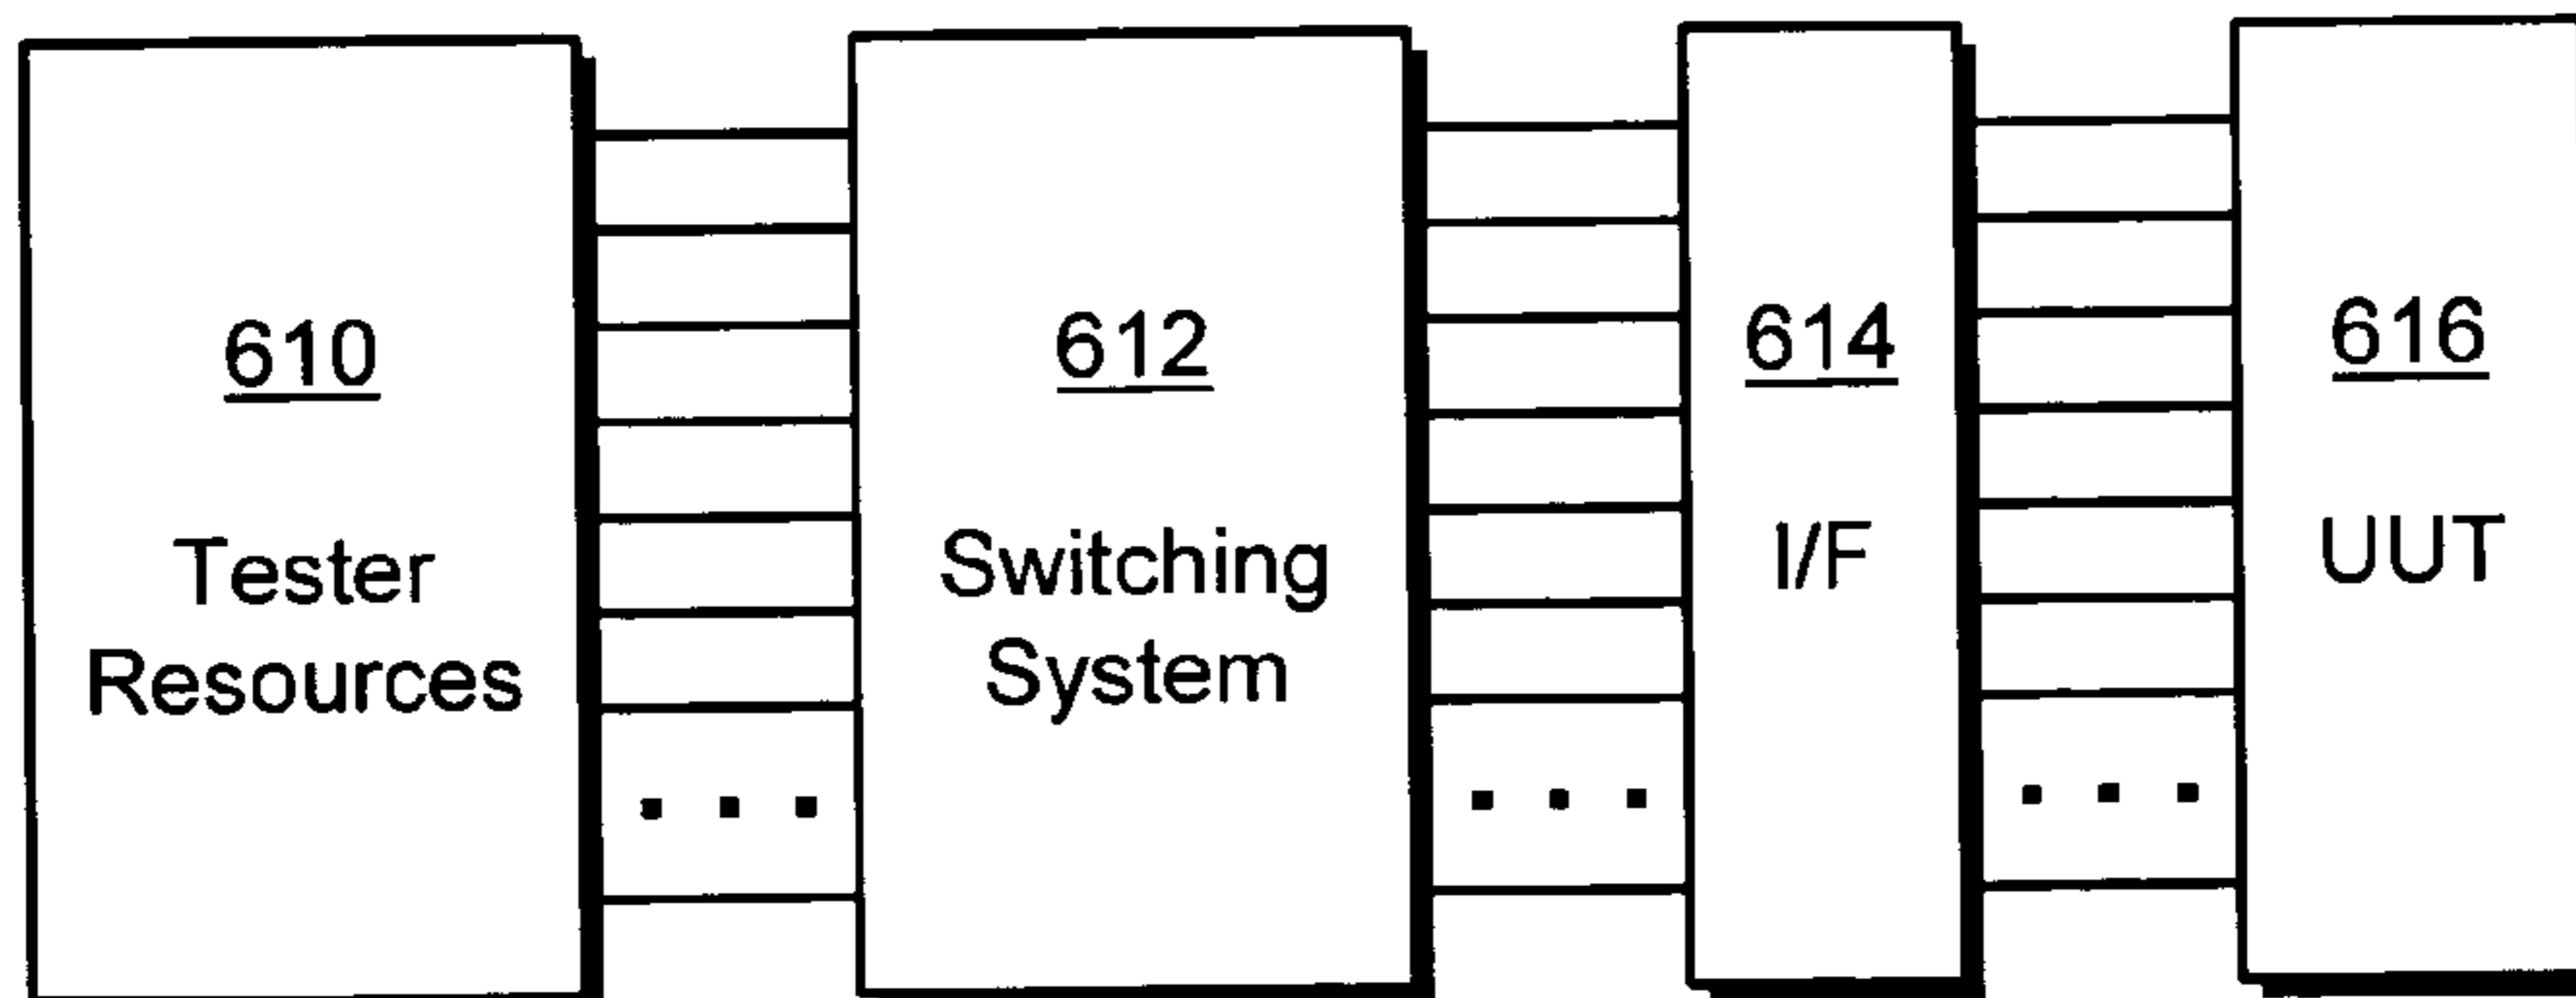 610
Tester
Resources
612
Switching
System
614
I/F
616
UUT